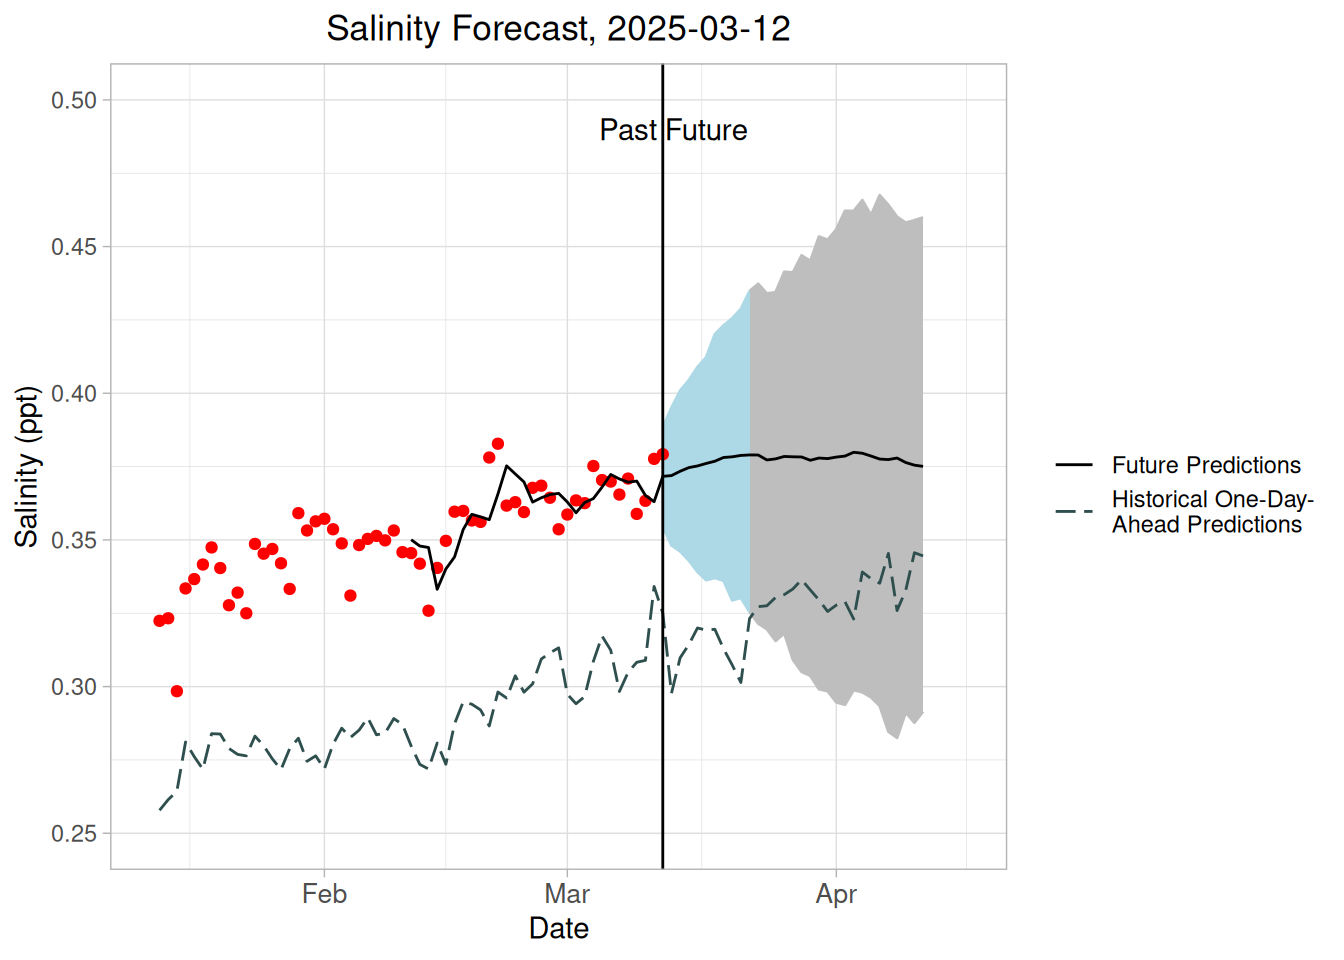 Salinity Forecast, 2025-03-12
0.50
Past Future
0.45
0.40
0.35
0.30
0.25
Salinity (ppt)
Feb Mar Apr
Date
Future Predictions
Historical One-Day-
Ahead Predictions